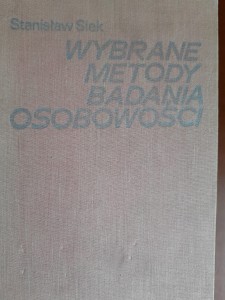 Stanisław Siek
WYBRANE
METODY
BADANIA
OSOBOWOŚCI